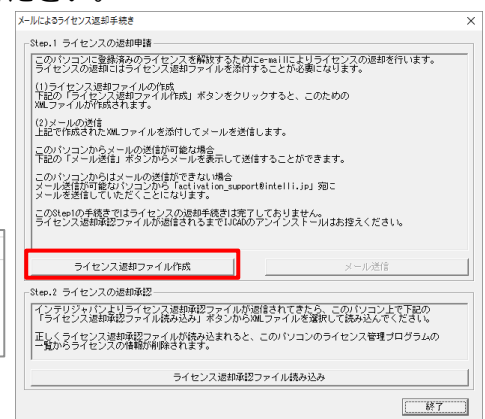 ださい。
メールによるライセンス返却手続き
Step.1 ライセンスの返却申請
このパソコンに登録済みのライセンスを解放するためにe-mailによりライセンスの返却を行います。
ライセンスの返却にはライセンス返却ファイルを添付することが必要になります。
(1)ライセンス返却ファイルの作成
下記の「ライセンス返却ファイル作成」ボタンをクリックすると、このための
XMLファイルが作成されます。
(2)メールの送信
上記で作成されたXMLファイルを添付してメールを送信します。
このパソコンからメールの送信が可能な場合
下記の「メール送信」ボタンからメールを表示して送信することができます。
このパソコンからはメールの送信ができない場合
メール送信が可能なパソコンから「activation_support@intelli.jp」宛に
メールを送信していただくことになります。
このStep1の手続きではライセンスの返却手続きは完了しておりません。
ライセンス返却承認ファイルが返信されるまでIJCADのアンインストールはお控えください。
ライセンス返却ファイル作成
メール送信
Step.2 ライセンスの返却承認
インテリジャパンよりライセンス返却承認ファイルが返信されてきたら、このパソコン上で下記の
「ライセンス返却承認ファイル読み込み」ボタンからXMLファイルを選択して読み込んでください。
正しくライセンス返却承認ファイルが読み込まれると、このパソコンのライセンス管理プログラムの
一覧からライセンスの情報が削除されます。
ライセンス返却承認ファイル読み込み
終了